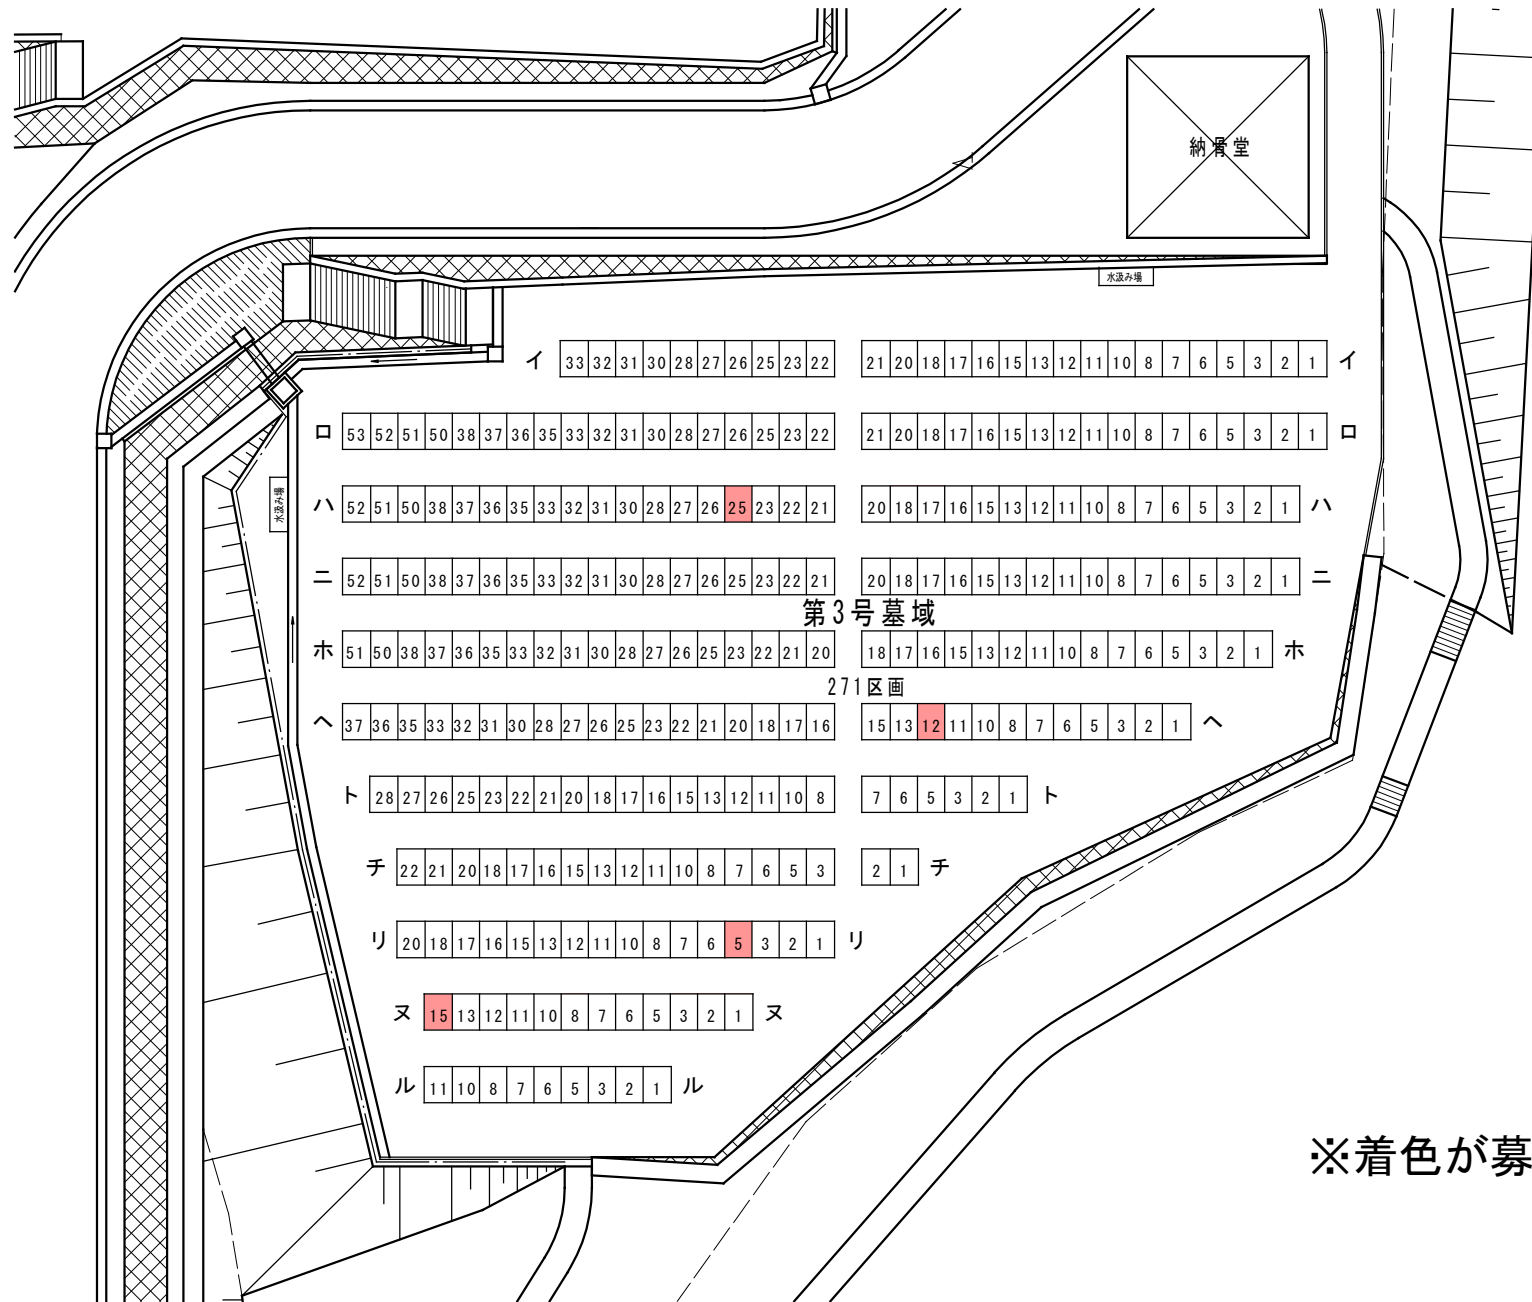 納骨堂
水汲み場
イ 33 32 31 30 28 27 26 25 23 22 21 20 18 17 16 15 13 12 11 10 8 7 6 5 3 2 1 イ
ロ 53 52 51 50 38 37 36 35 33 32 31 30 28 27 26 25 23 22 21 20 18 17 16 15 13 12 11 10 8 7 6 5 3 2 1 ロ
水汲み場
ハ 52 51 50 38 37 36 35 33 32 31 30 28 27 26 25 23 22 21 20 18 17 16 15 13 12 11 10 8 7 6 5 3 2 1 ハ
ニ 52 51 50 38 37 36 35 33 32 31 30 28 27 26 25 23 22 21 20 18 17 16 15 13 12 11 10 8 7 6 5 3 2 1 ニ
第3号墓域
ホ 51 50 38 37 36 35 33 32 31 30 28 27 26 25 23 22 21 20 18 17 16 15 13 12 11 10 8 7 6 5 3 2 1 ホ
271区画
ヘ 37 36 35 33 32 31 30 28 27 26 25 23 22 21 20 18 17 16 15 13 12 11 10 8 7 6 5 3 2 1 ヘ
ト 28 27 26 25 23 22 21 20 18 17 16 15 13 12 11 10 8 7 6 5 3 2 1 ト
チ 22 21 20 18 17 16 15 13 12 11 10 8 7 6 5 3 2 1 チ
リ 20 18 17 16 15 13 12 11 10 8 7 6 5 3 2 1 リ
ヌ 15 13 12 11 10 8 7 6 5 3 2 1 ヌ
ル 11 10 8 7 6 5 3 2 1 ル
※着色が募